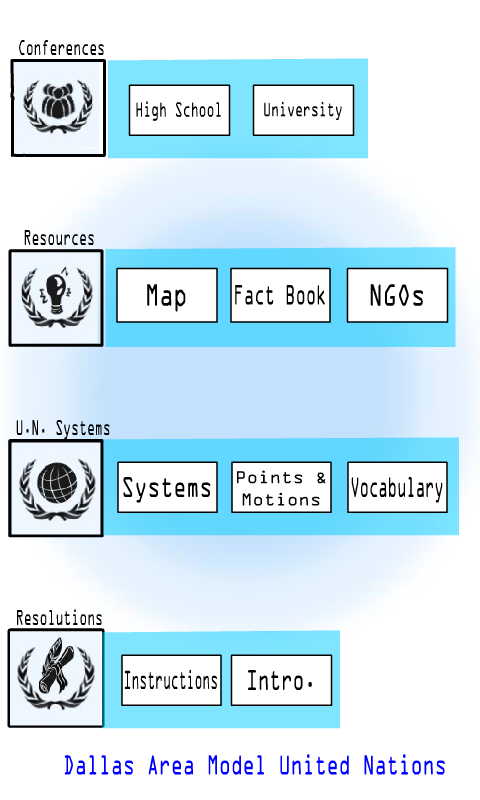 Conferences
High School
University
Resources
Map
Fact Book
NGOs
U.N. Systems
Systems
Points &
Motions
Vocabulary
Resolutions
Instructions
Intro.
Dallas Area Model United Nations